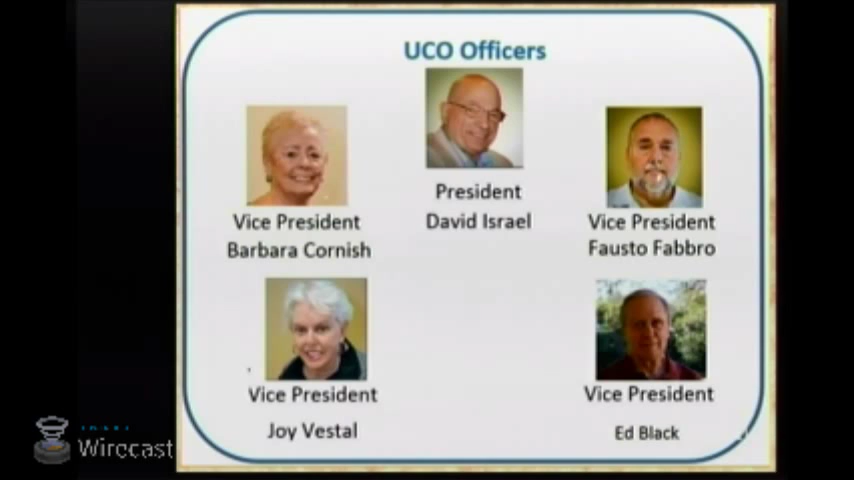 UCO Officers
President
David Israel
Vice President
Barbara Cornish
Vice President
Fausto Fabbro
Vice President
Joy Vestal
Vice President
Ed Black
Wirecast